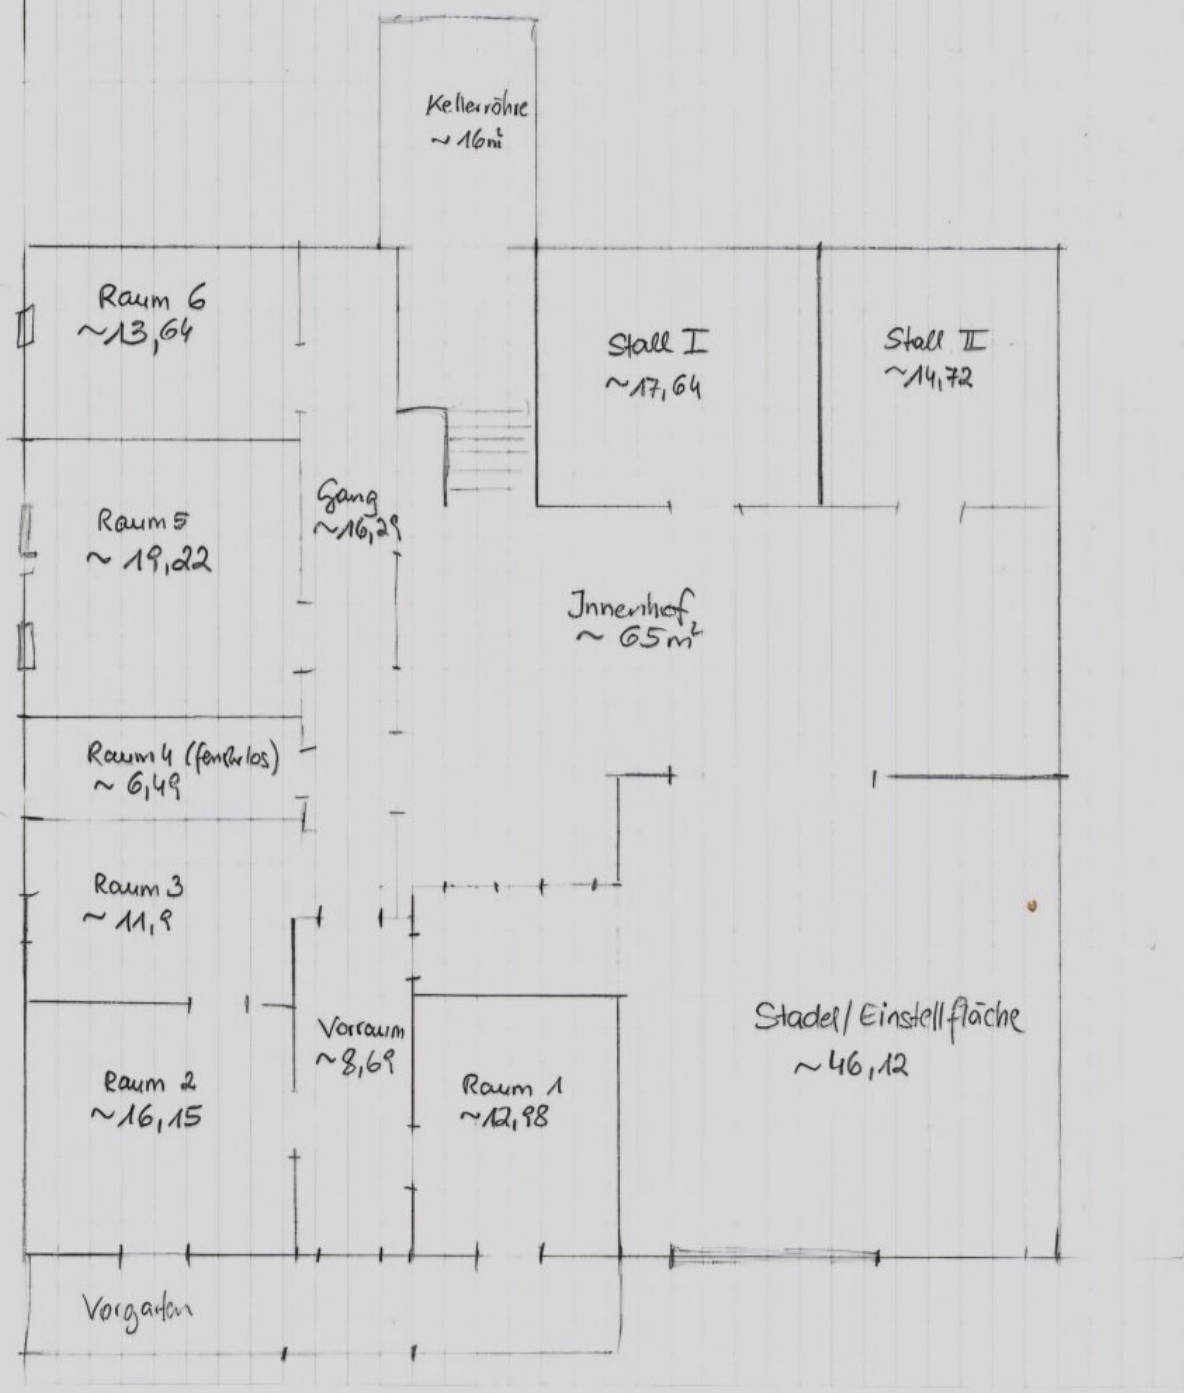 Kellerröhre
~ 16m²
Raum 6
~13,64
Stall I
~17,64
Stall II
~14,72
Gang
~16,29
Raum 5
~ 19,22
Innenhof
~ 65m²
Raum 4 (fensterlos)
~ 6,49
Raum 3
~ 11,9
Vorraum
~8,69
Stadel/Einstellfläche
~46,12
Raum 2
~16,15
Raum 1
~12,98
Vorgarten